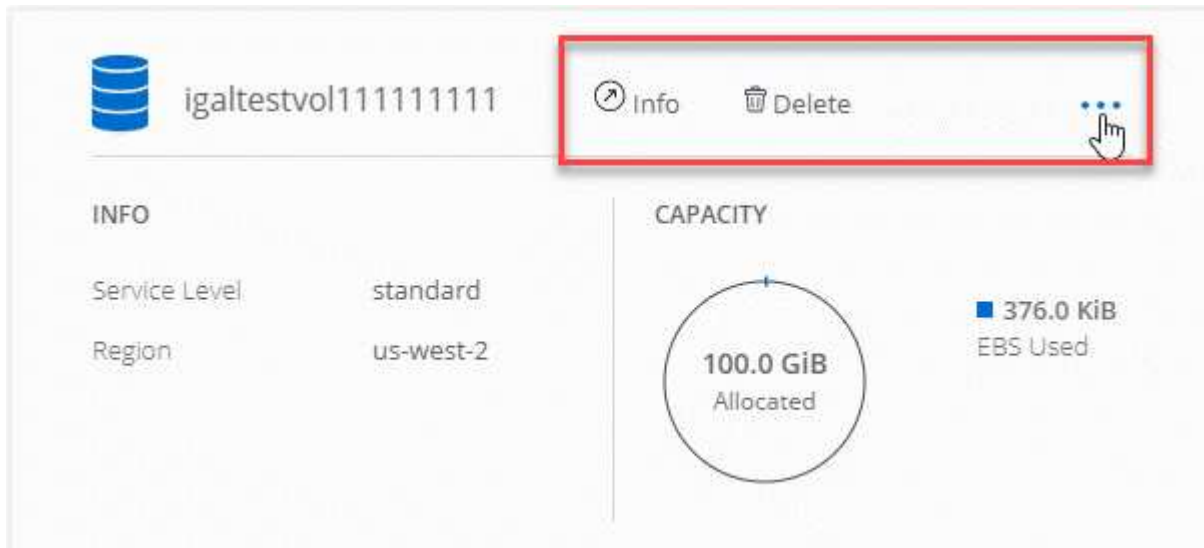 igaltestvol111111111
Info
Delete
...
INFO
Service Level standard
Region us-west-2
CAPACITY
100.0 GiB
Allocated
376.0 KiB
EBS Used